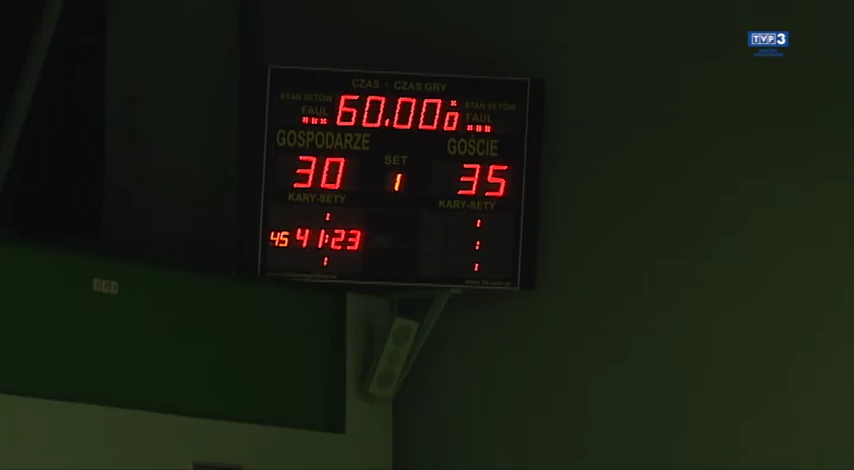 TVP3
CZAS - CZAS GRY
STAN SETÓW 60.00 STAN SETÓW
FAUL FAUL
GOSPODARZE GOŚCIE
30 SET 1 35
KARY-SETY KARY-SETY
45 41:23